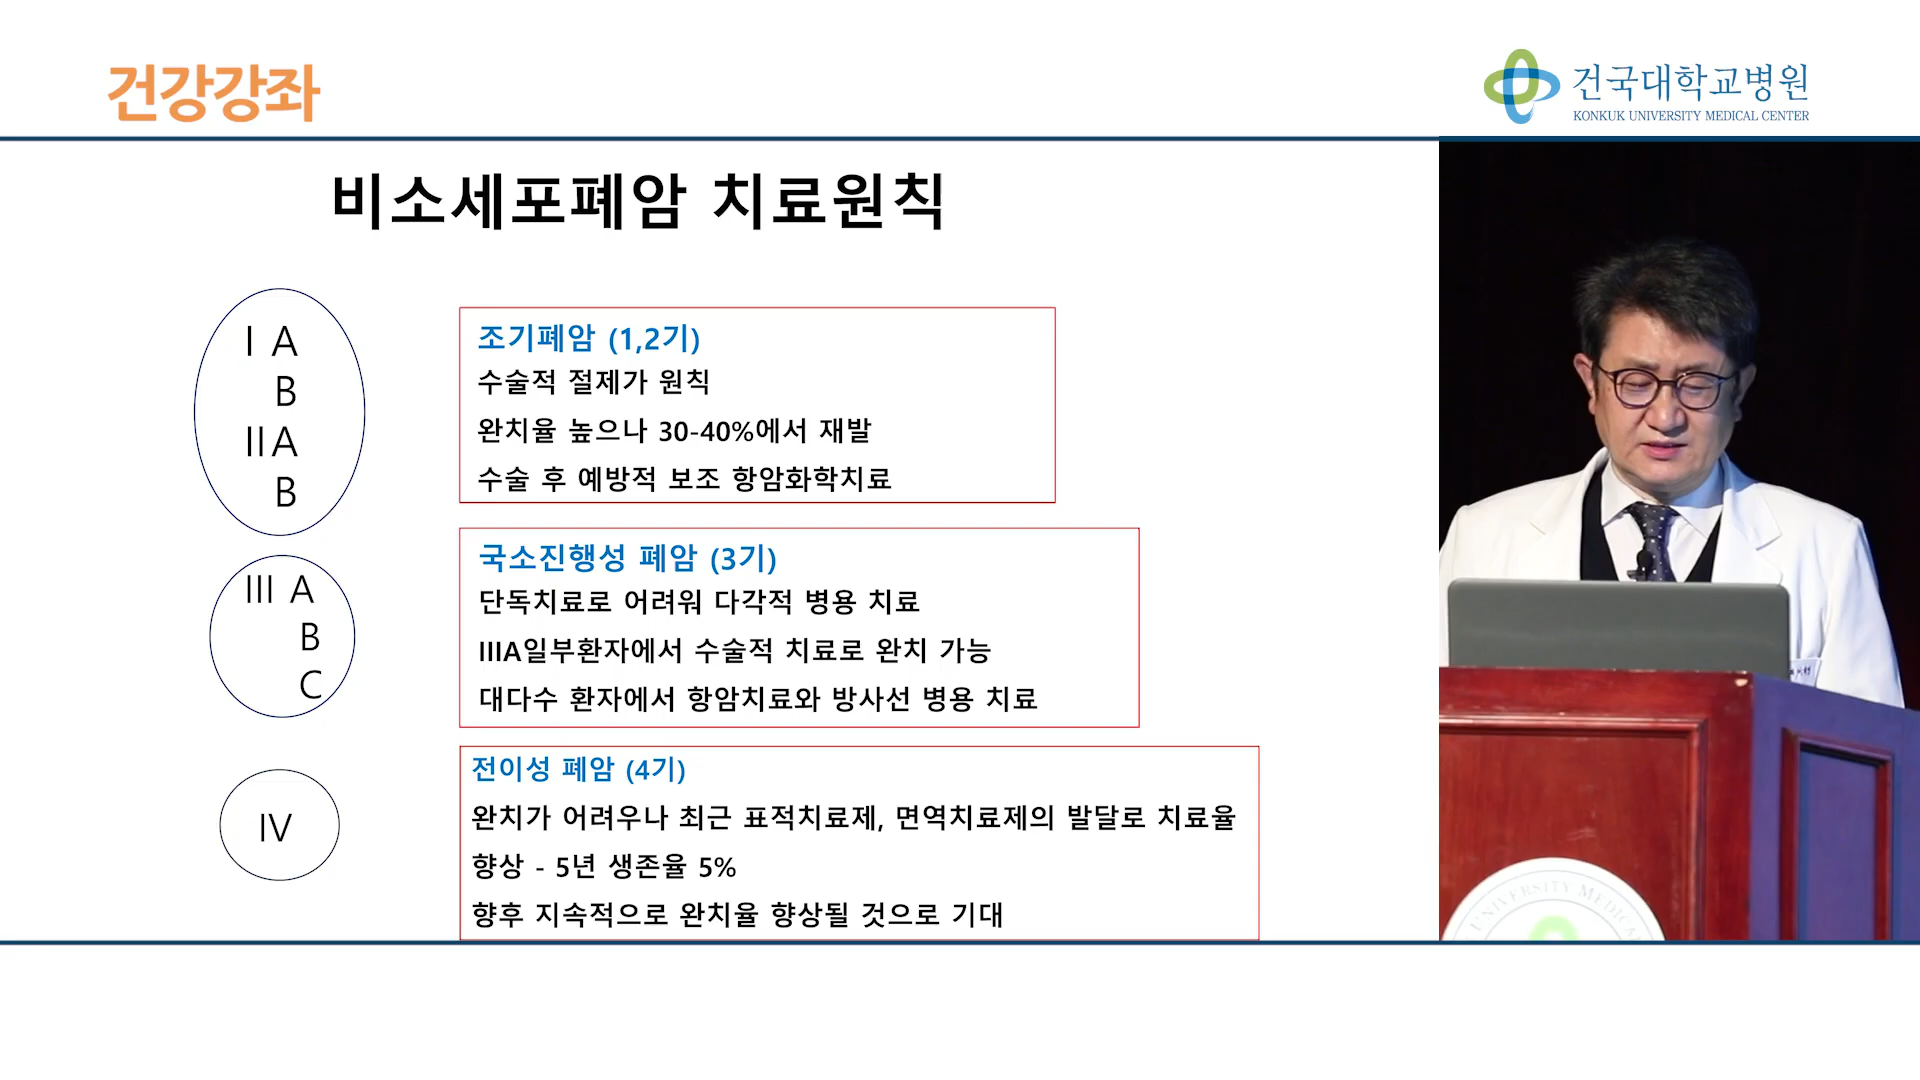 건강강좌
건국대학교병원
KONKUK UNIVERSITY MEDICAL CENTER
비소세포폐암 치료원칙
I A
B
II A
B
조기폐암 (1,2기)
수술적 절제가 원칙
완치율 높으나 30-40%에서 재발
수술 후 예방적 보조 항암화학치료
III A
B
C
국소진행성 폐암 (3기)
단독치료로 어려워 다각적 병용 치료
IIIA일부환자에서 수술적 치료로 완치 가능
대다수 환자에서 항암치료와 방사선 병용 치료
IV
전이성 폐암 (4기)
완치가 어려우나 최근 표적치료제, 면역치료제의 발달로 치료율
향상 - 5년 생존율 5%
향후 지속적으로 완치율 향상될 것으로 기대
UNIVERSITY MEDICAL